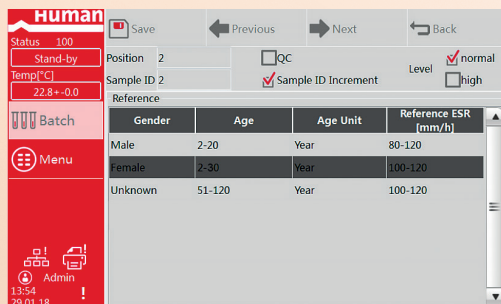 Human
Save Previous Next Back
Status 100
Stand-by
Temp[°C]
22.8+-0.0
Batch
Menu
Admin
13:54
29.01.18
Position 2 QC Level normal
Sample ID 2 Sample ID Increment high
Reference
Gender Age Age Unit Reference ESR [mm/h]
Male 2-20 Year 80-120
Female 2-30 Year 100-120
Unknown 51-120 Year 100-120